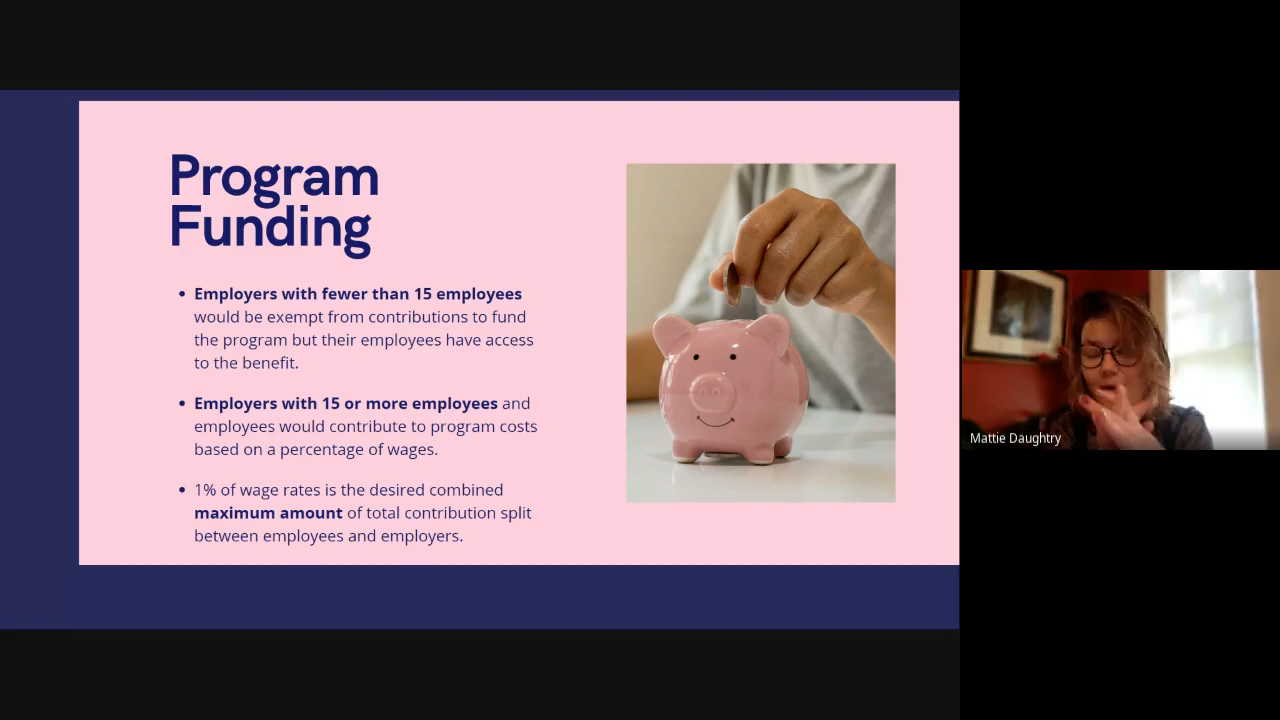 Program
Funding
• Employers with fewer than 15 employees
would be exempt from contributions to fund
the program but their employees have access
to the benefit.
• Employers with 15 or more employees and
employees would contribute to program costs
based on a percentage of wages.
• 1% of wage rates is the desired combined
maximum amount of total contribution split
between employees and employers.
Mattie Daughtry